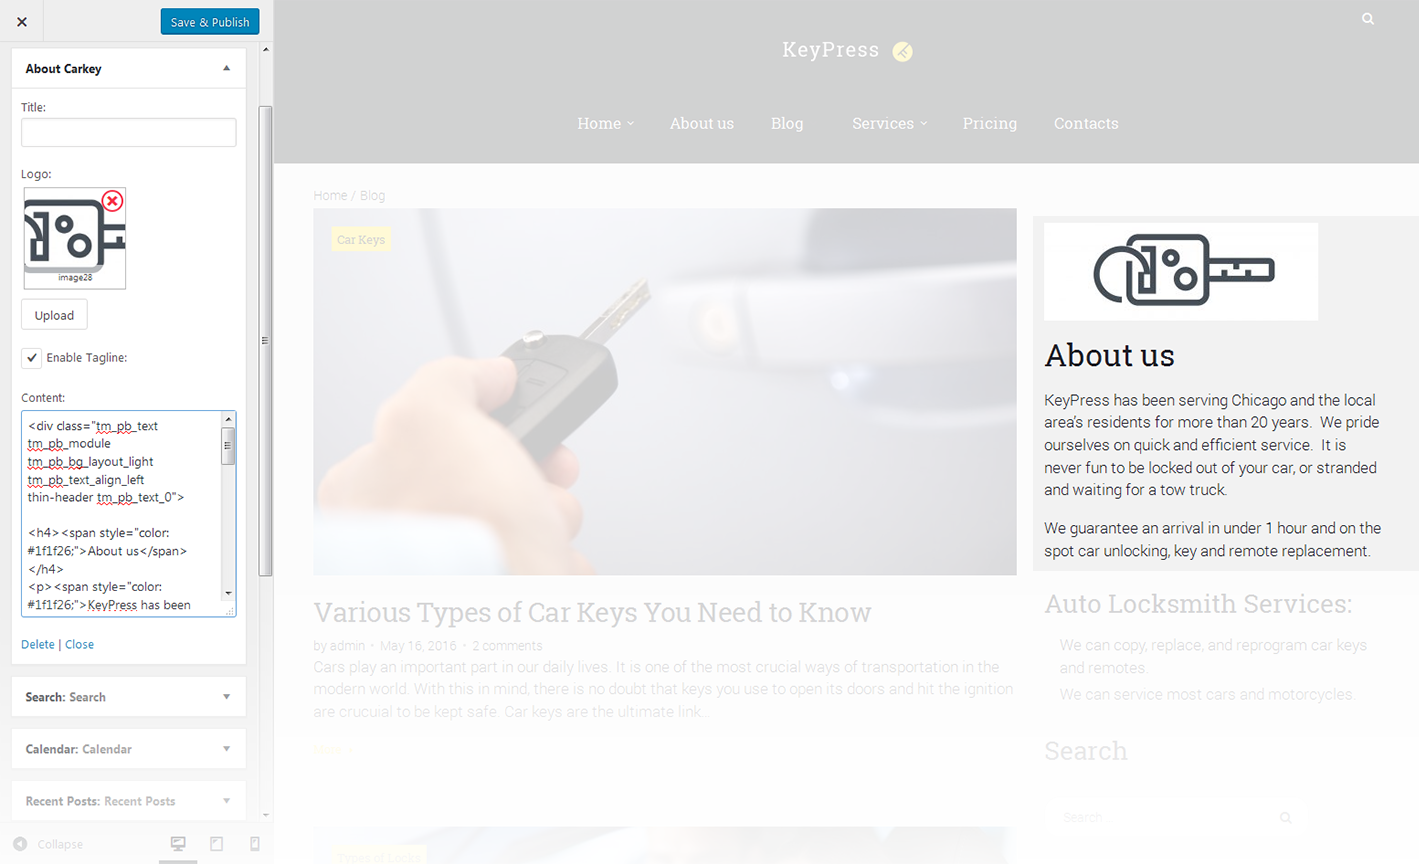 Save & Publish
About Carkey
Title:
Logo:
image28
Upload
Enable Tagline:
Content:
<div class="tm_pb_text
tm_pb_module
tm_pb_bg_layout_light
tm_pb_text_align_left
thin-header tm_pb_text_0">
<h4><span style="color:
#1f1f26;">About us</span>
</h4>
<p><span style="color:
#1f1f26;">KeyPress has been
Delete | Close
Search: Search
Calendar: Calendar
Recent Posts: Recent Posts
Collapse
KeyPress
Home About us Blog Services Pricing Contacts
Home / Blog
Car Keys
Various Types of Car Keys You Need to Know
by admin · May 16, 2016 · 2 comments
Cars play an important part in our daily lives. It is one of the most crucial ways of transportation in the
modern world. With this in mind, there is no doubt that keys you use to open its doors and hit the ignition
are crucuial to be kept safe. Car keys are the ultimate link...
Types of Locks
About us
KeyPress has been serving Chicago and the local
area's residents for more than 20 years. We pride
ourselves on quick and efficient service. It is
never fun to be locked out of your car, or stranded
and waiting for a tow truck.
We guarantee an arrival in under 1 hour and on the
spot car unlocking, key and remote replacement.
Auto Locksmith Services:
We can copy, replace, and reprogram car keys
and remotes.
We can service most cars and motorcycles.
Search
Search